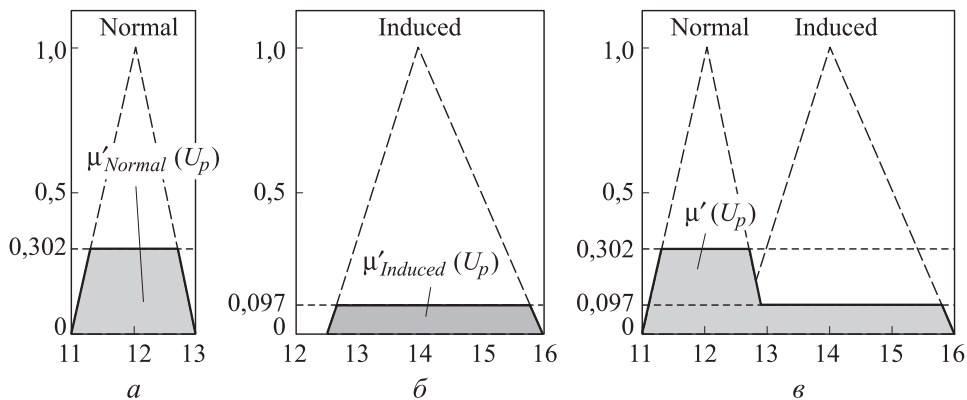 Normal
1,0
μ′Normal (Up)
0,5
0,302
0
11 12 13
а
Induced
1,0
0,5
μ′Induced (Up)
0,097
0
12 13 14 15 16
б
Normal Induced
1,0
0,5
μ′ (Up)
0,302
0,097
0
11 12 13 14 15 16
в